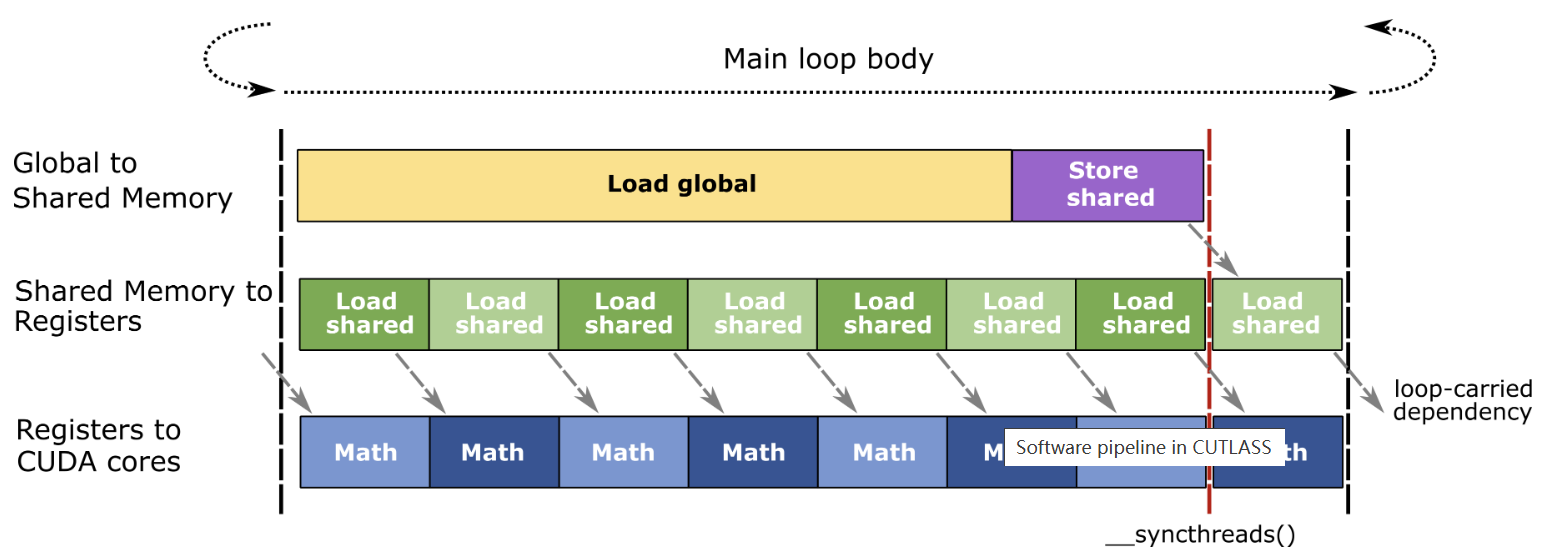 Main loop body
Global to
Shared Memory
Load global
Store
shared
Shared Memory to
Registers
Load
shared
Load
shared
Load
shared
Load
shared
Load
shared
Load
shared
Load
shared
Load
shared
loop-carried
dependency
Registers to
CUDA cores
Math
Math
Math
Math
Math
Software pipeline in CUTLASS
__syncthreads()